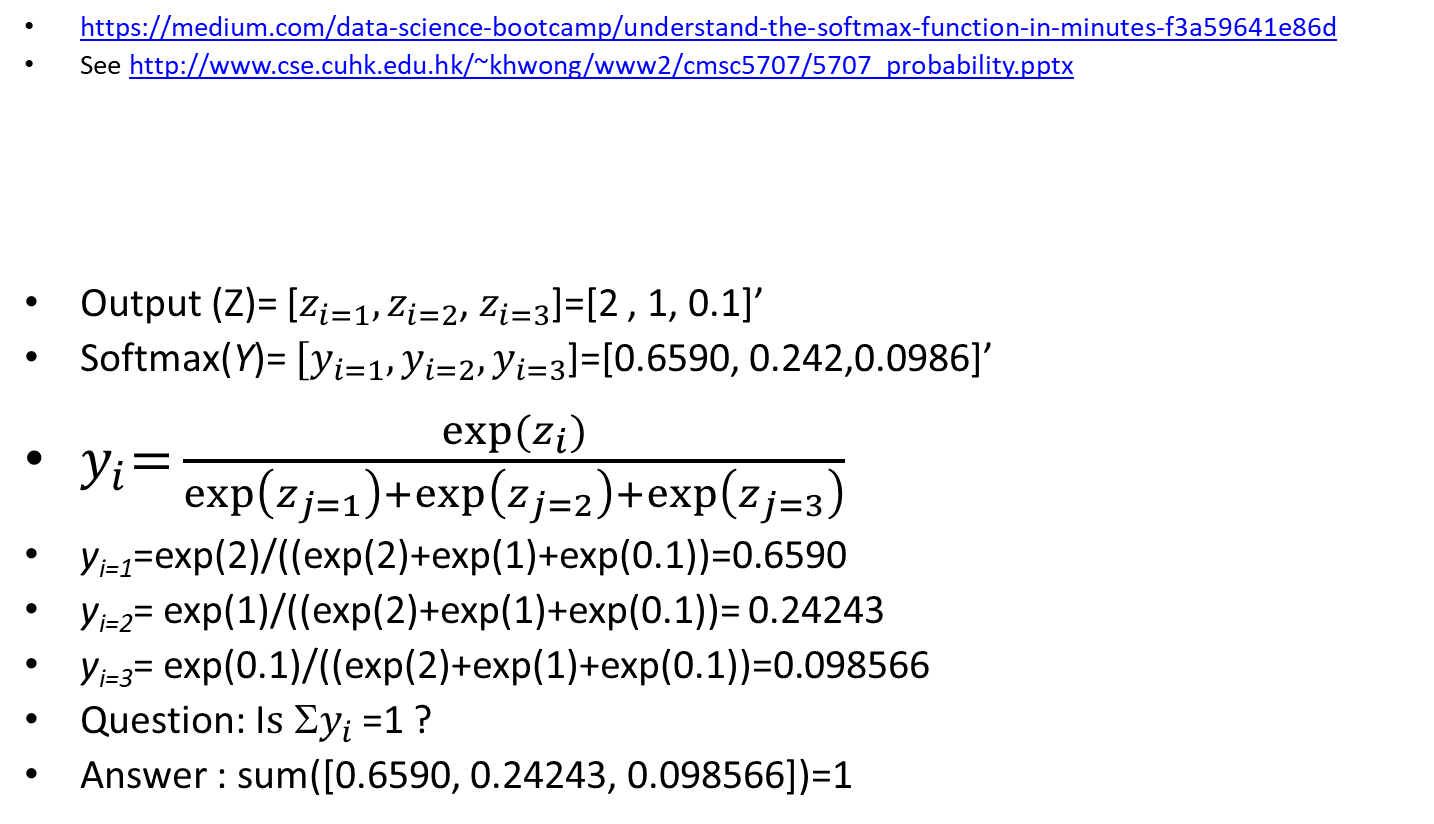 • https://medium.com/data-science-bootcamp/understand-the-softmax-function-in-minutes-f3a59641e86d
• See http://www.cse.cuhk.edu.hk/~khwong/www2/cmsc5707/5707_probability.pptx
• Output (Z)= [z_{i=1}, z_{i=2}, z_{i=3}]=[2 , 1, 0.1]’
• Softmax(Y)= [y_{i=1}, y_{i=2}, y_{i=3}]=[0.6590, 0.242,0.0986]’
• y_i = exp(z_i) / exp(z_{j=1})+exp(z_{j=2})+exp(z_{j=3})
• y_{i=1}=exp(2)/((exp(2)+exp(1)+exp(0.1))=0.6590
• y_{i=2}= exp(1)/((exp(2)+exp(1)+exp(0.1))= 0.24243
• y_{i=3}= exp(0.1)/((exp(2)+exp(1)+exp(0.1))=0.098566
• Question: Is Σy_i =1 ?
• Answer : sum([0.6590, 0.24243, 0.098566])=1